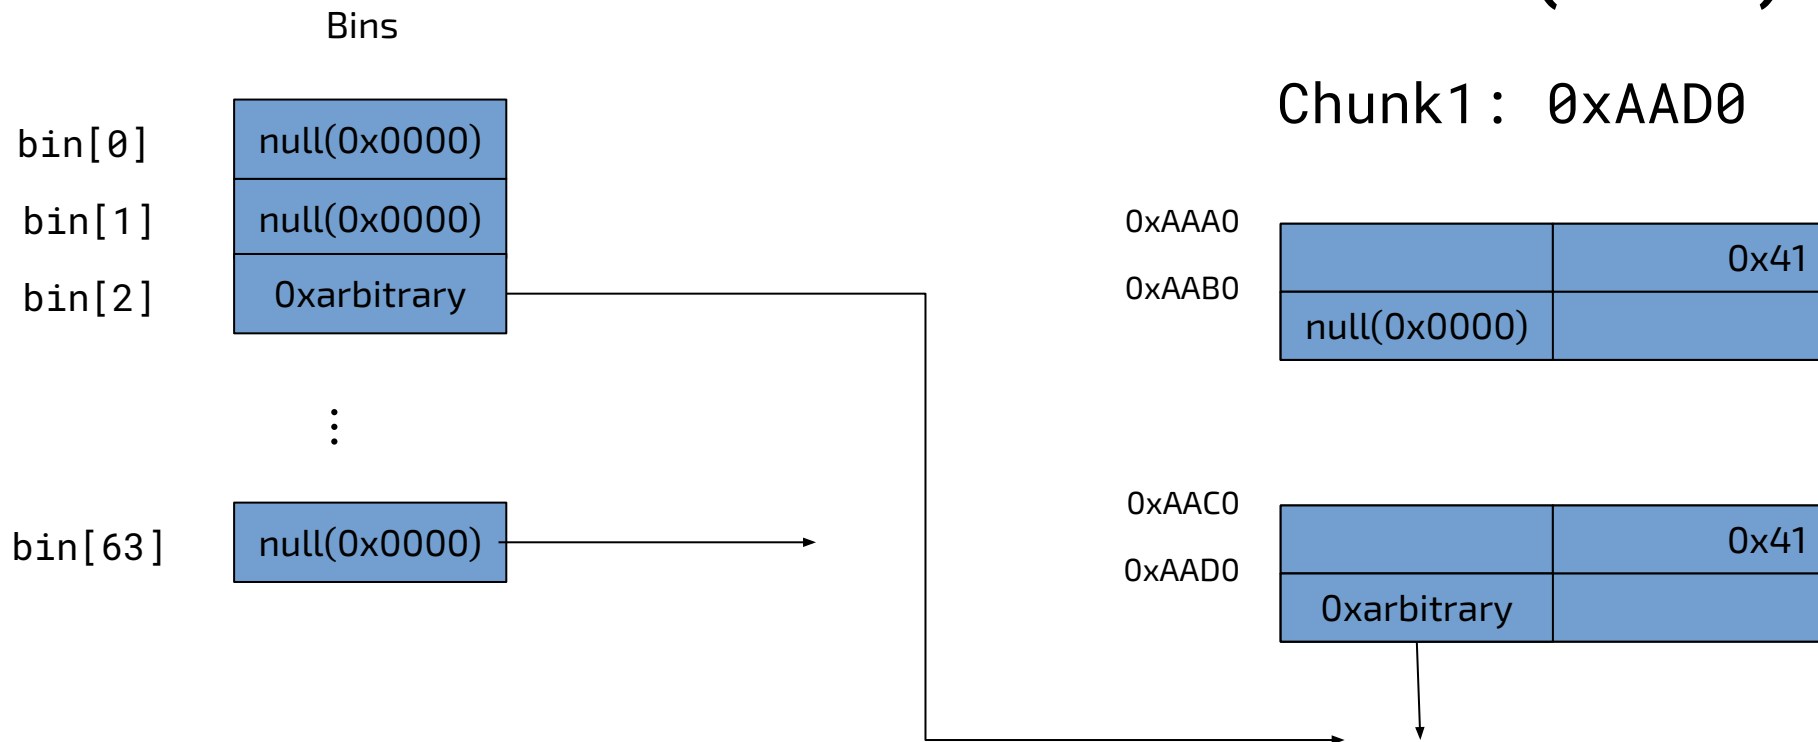 Bins
Chunk1: 0xAAD0
bin[0]
null(0x0000)
bin[1]
null(0x0000)
bin[2]
0xarbitrary
bin[63]
null(0x0000)
0xAAA0
0x41
0xAAB0
null(0x0000)
0xAAC0
0x41
0xAAD0
0xarbitrary